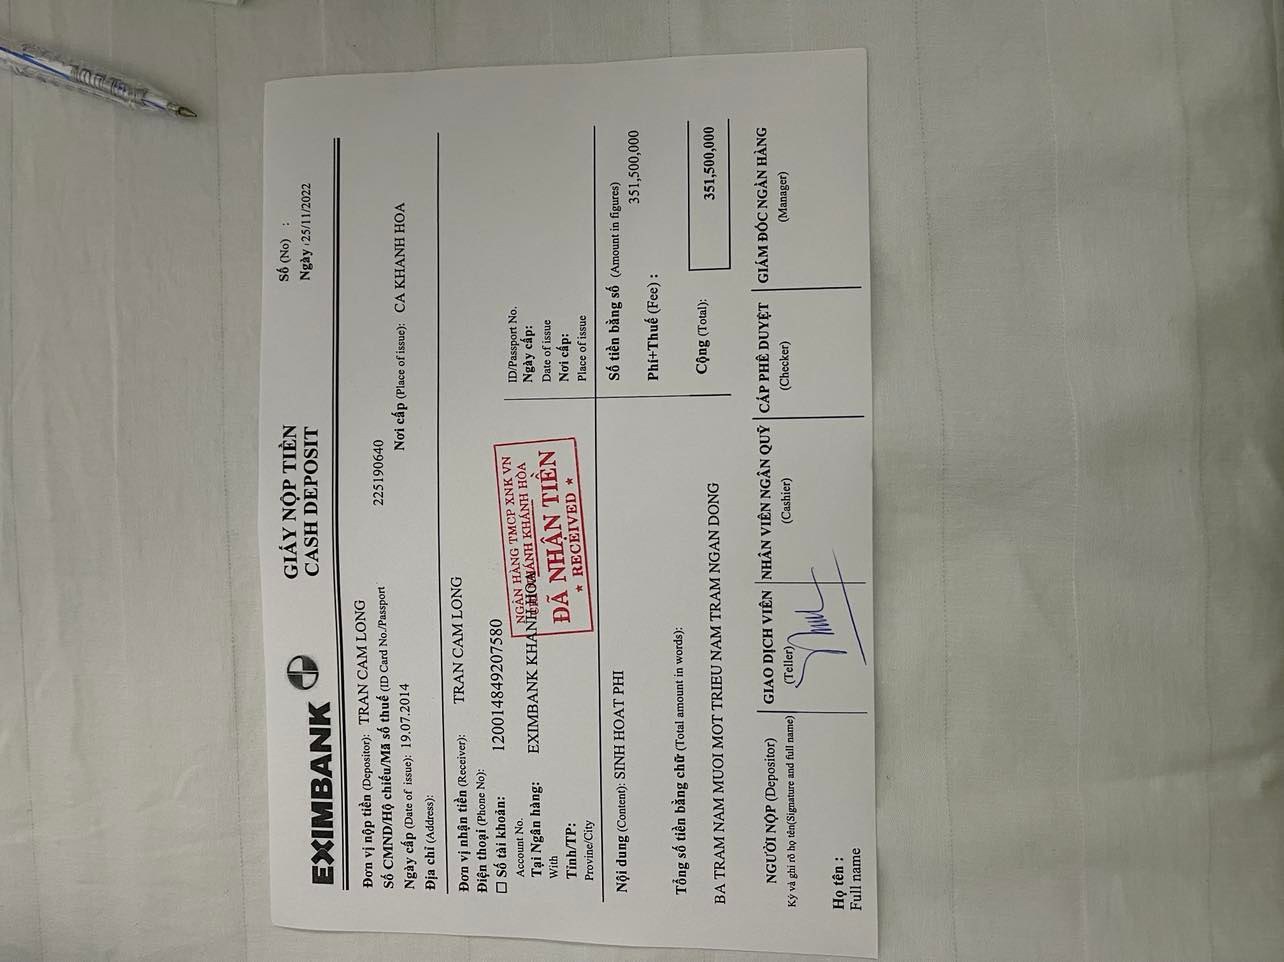 EXIMBANK
GIẤY NỘP TIỀN
CASH DEPOSIT
Số (No) :
Ngày :25/11/2022
Đơn vị nộp tiền (Depositor): TRAN CAM LONG
Số CMND/Hộ chiếu/Mã số thuế (ID Card No./Passport 225190640
Ngày cấp (Date of issue): 19.07.2014 Nơi cấp (Place of issue): CA KHANH HOA
Địa chỉ (Address):
Đơn vị nhận tiền (Receiver): TRAN CAM LONG
Điện thoại (Phone No):
☐ Số tài khoản: 120014849207580
Account No.
Tại Ngân hàng: EXIMBANK KHANH HOA
With
Tỉnh/TP:
Provine/City
ID/Passport No.
Ngày cấp:
Date of issue
Nơi cấp:
Place of issue
NGÂN HÀNG TMCP XNK VN
CHI NHÁNH KHÁNH HÒA
ĐÃ NHẬN TIỀN
★ RECEIVED ★
Nội dung (Content): SINH HOAT PHI
Số tiền bằng số (Amount in figures)
351,500,000
Phí+Thuế (Fee) :
Tổng số tiền bằng chữ (Total amount in words):
Cộng (Total): 351,500,000
BA TRAM NAM MUOI MOT TRIEU NAM TRAM NGAN DONG
NGƯỜI NỘP (Depositor)
Ký và ghi rõ họ tên(Signature and full name)
GIAO DỊCH VIÊN
(Teller)
NHÂN VIÊN NGÂN QUỸ
(Cashier)
CẤP PHÊ DUYỆT
(Checker)
GIÁM ĐỐC NGÂN HÀNG
(Manager)
Họ tên :
Full name